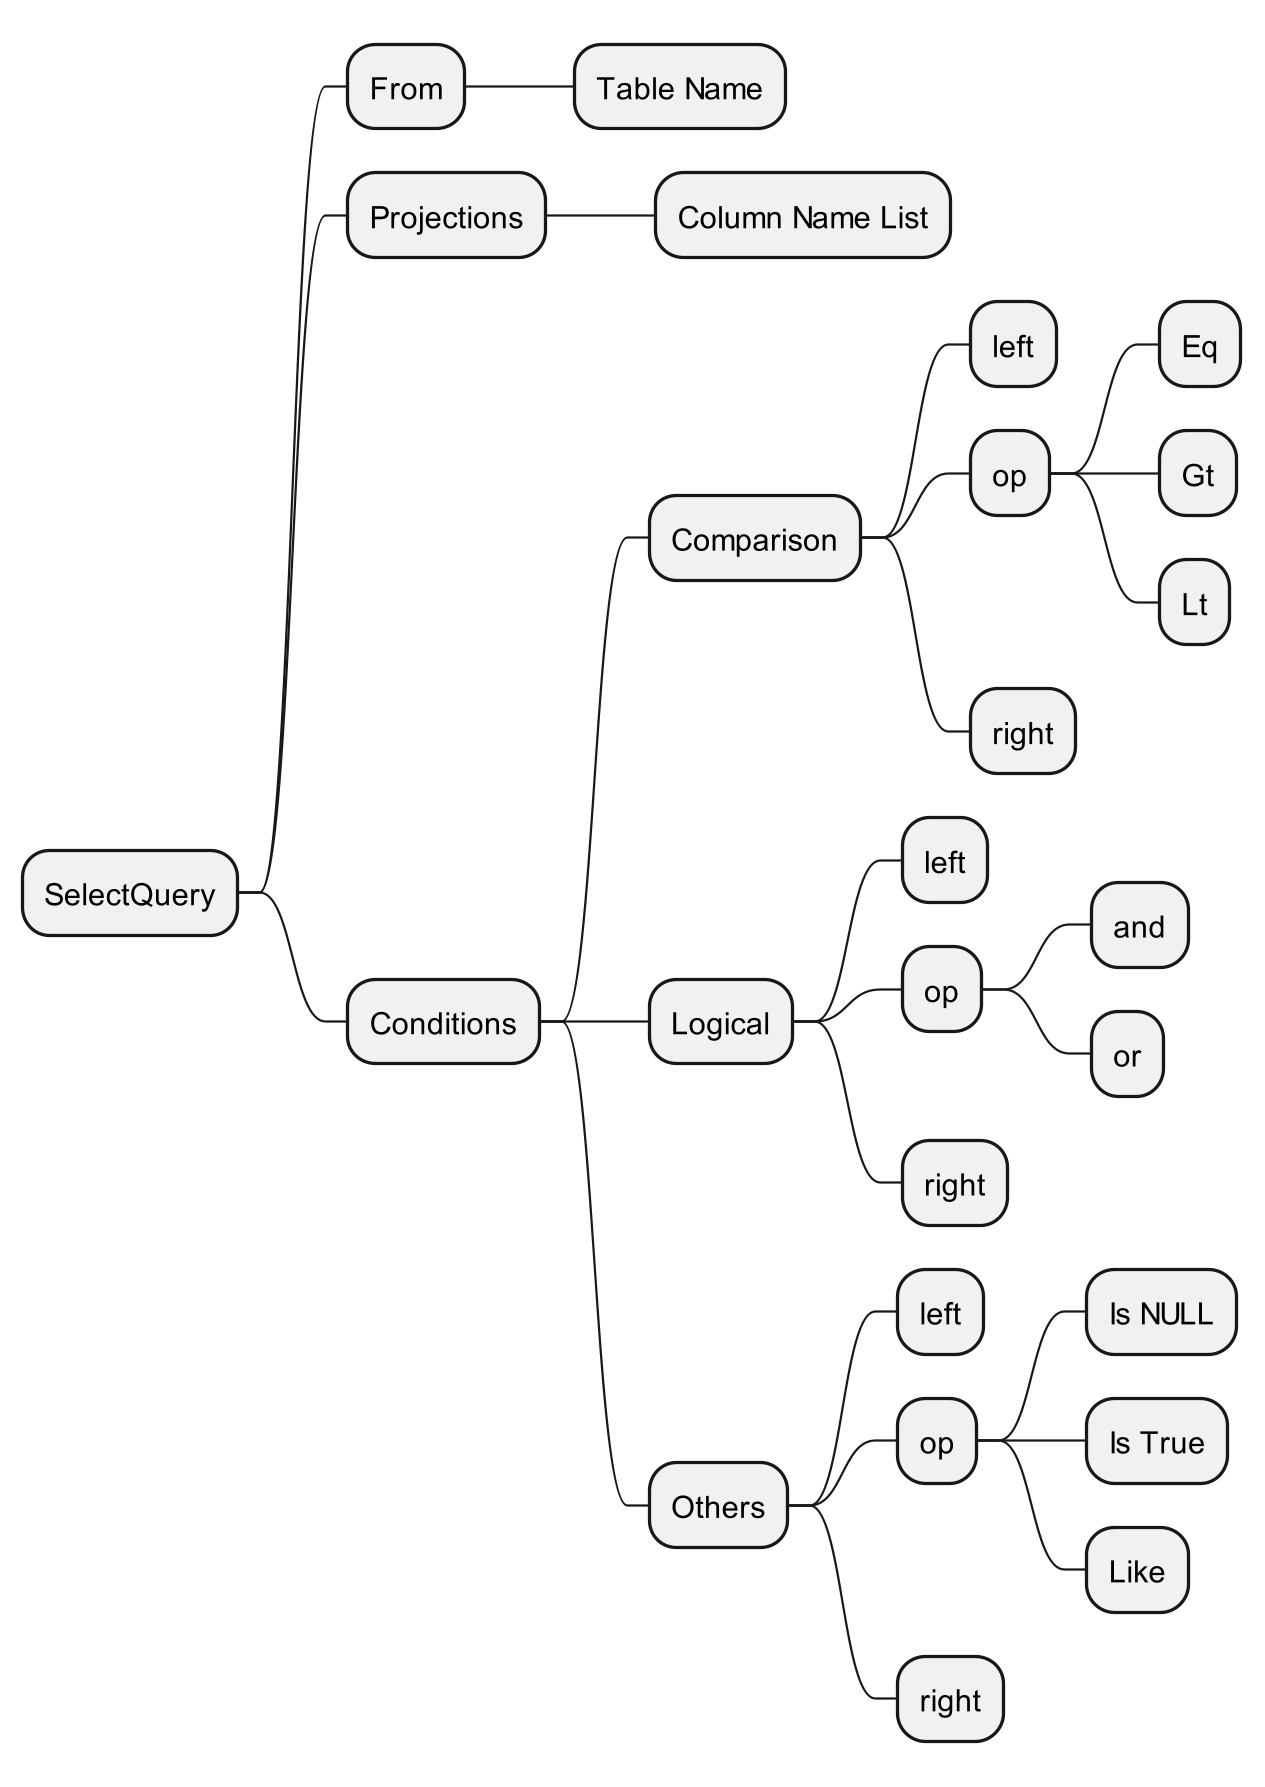 From
Table Name
Projections
Column Name List
left
Eq
op
Gt
Comparison
Lt
right
left
SelectQuery
and
op
Conditions
Logical
or
right
left
Is NULL
op
Is True
Others
Like
right